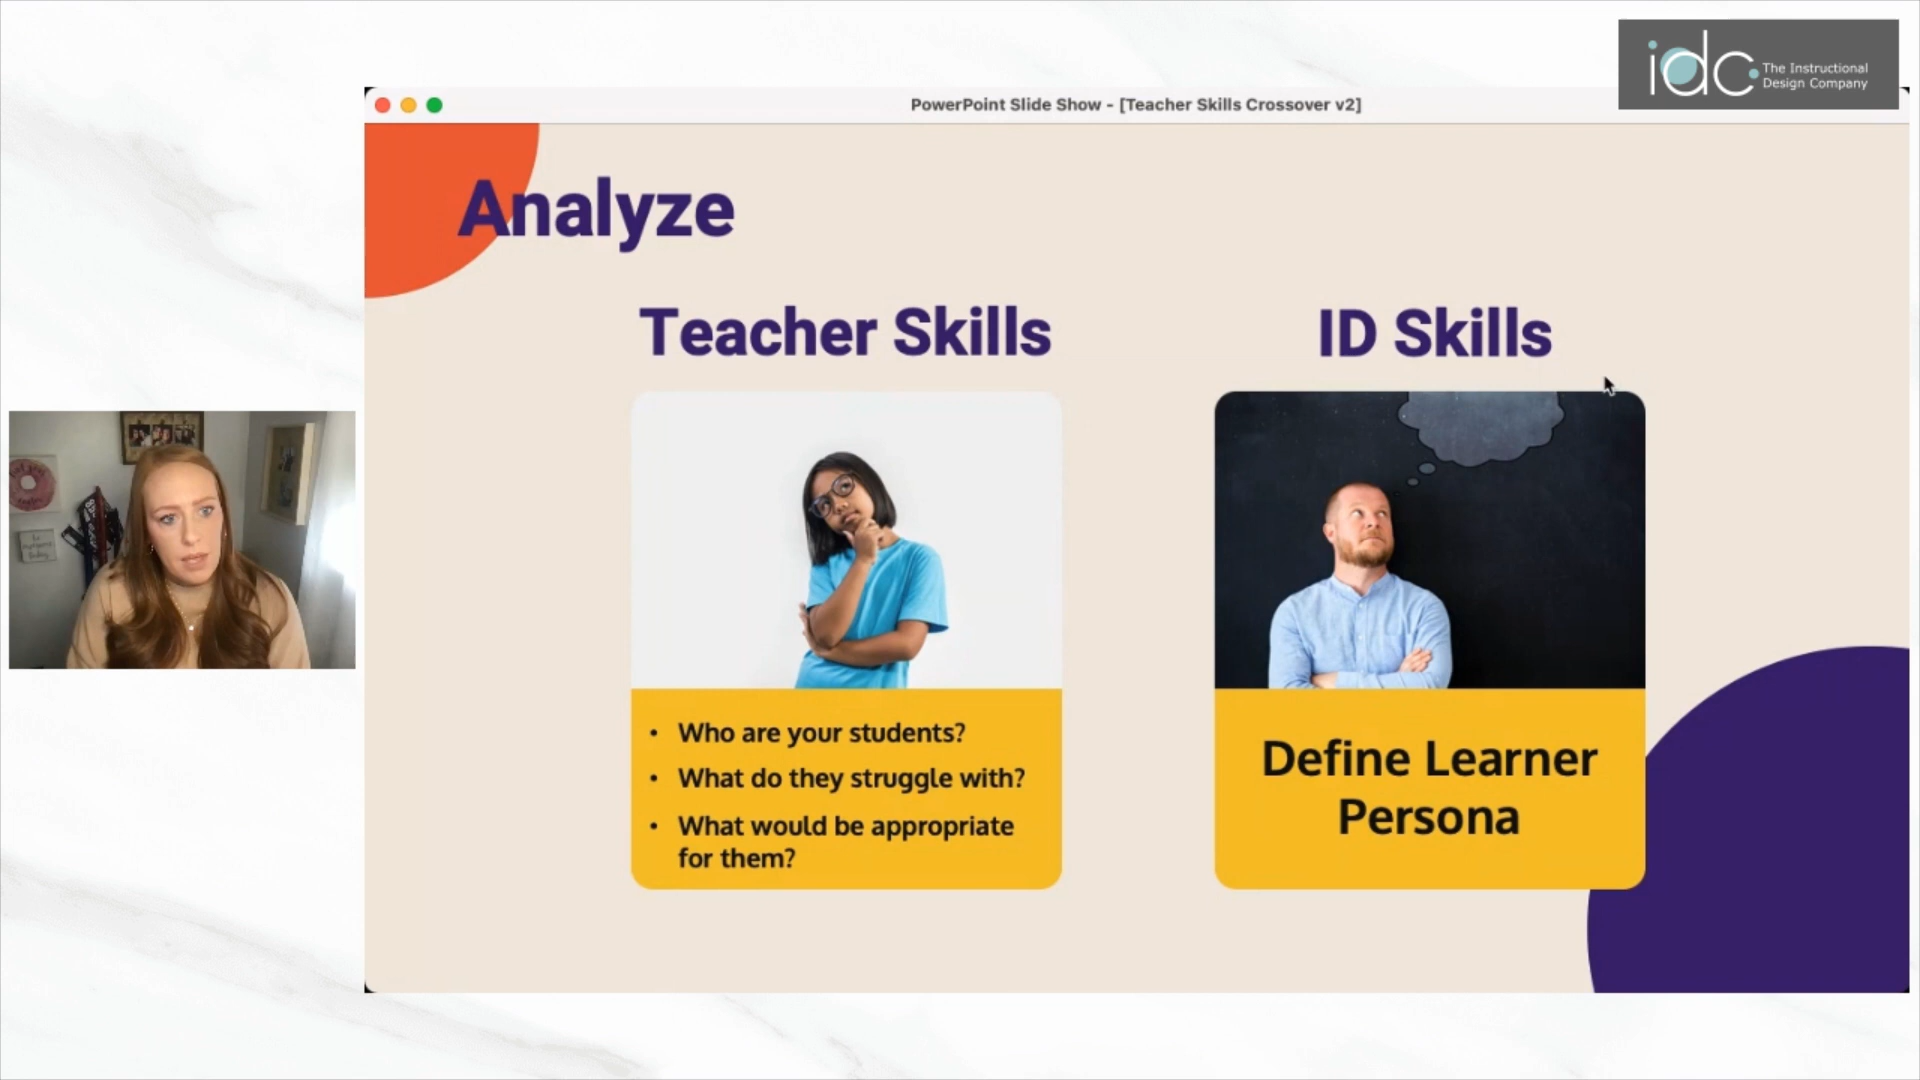 idc The Instructional
Design Company
PowerPoint Slide Show - [Teacher Skills Crossover v2]
Analyze
Teacher Skills
ID Skills
• Who are your students?
• What do they struggle with?
• What would be appropriate
for them?
Define Learner
Persona